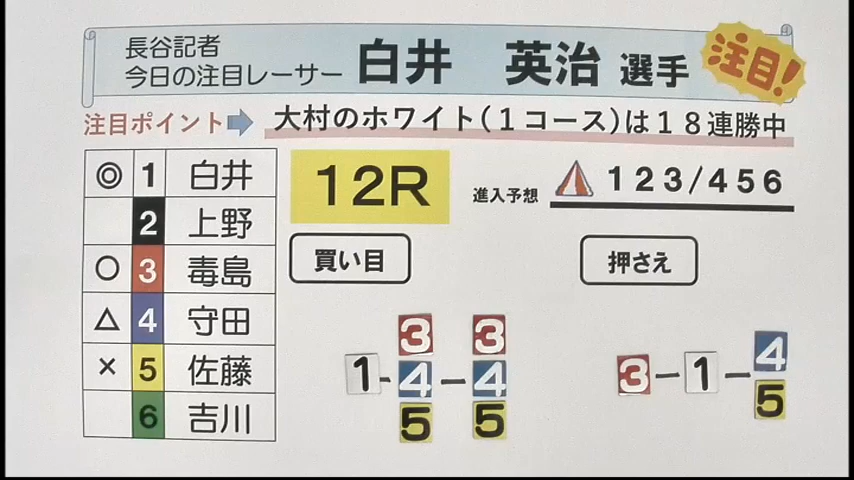 長谷記者
今日の注目レーサー 白井 英治 選手
注目!
注目ポイント 大村のホワイト(1コース)は18連勝中
◎ 1 白井
2 上野
○ 3 毒島
△ 4 守田
× 5 佐藤
6 吉川
12R
進入予想 123/456
買い目
押さえ
3 3
1-4-4
5 5
4
3-1-
5